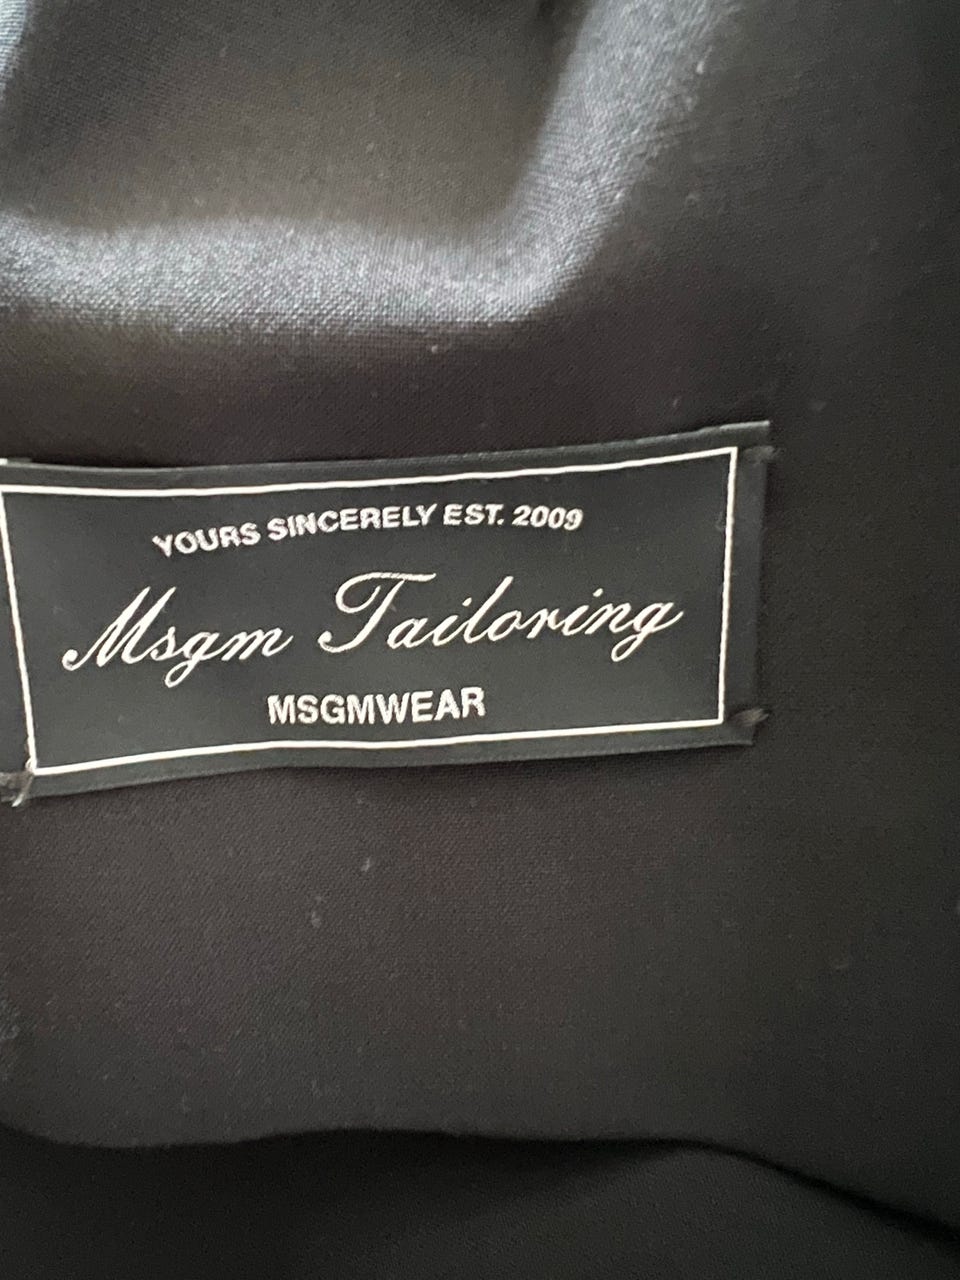 YOURS SINCERELY EST. 2009
Msgm Tailoring
MSGMWEAR